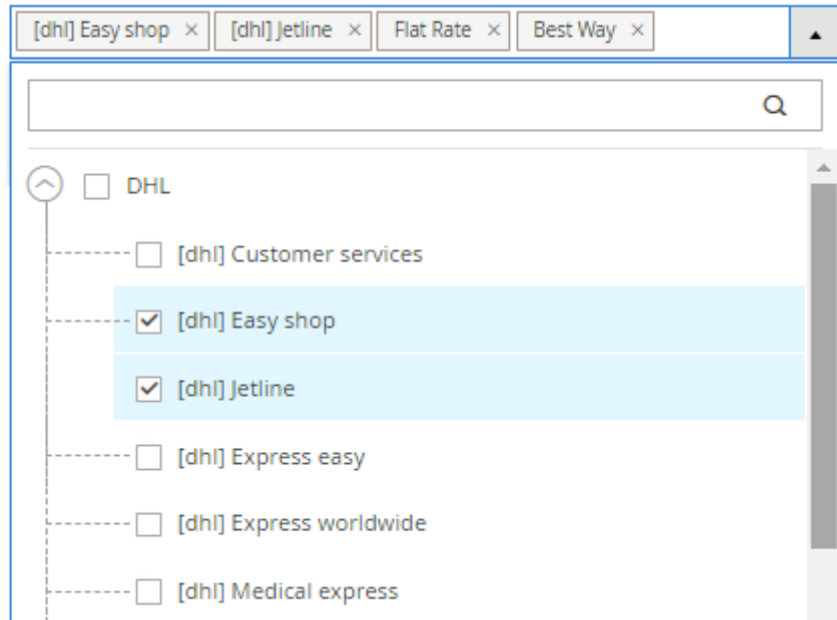 [dhl] Easy shop × [dhl] Jetline × Flat Rate × Best Way ×
DHL
[dhl] Customer services
[dhl] Easy shop
[dhl] Jetline
[dhl] Express easy
[dhl] Express worldwide
[dhl] Medical express